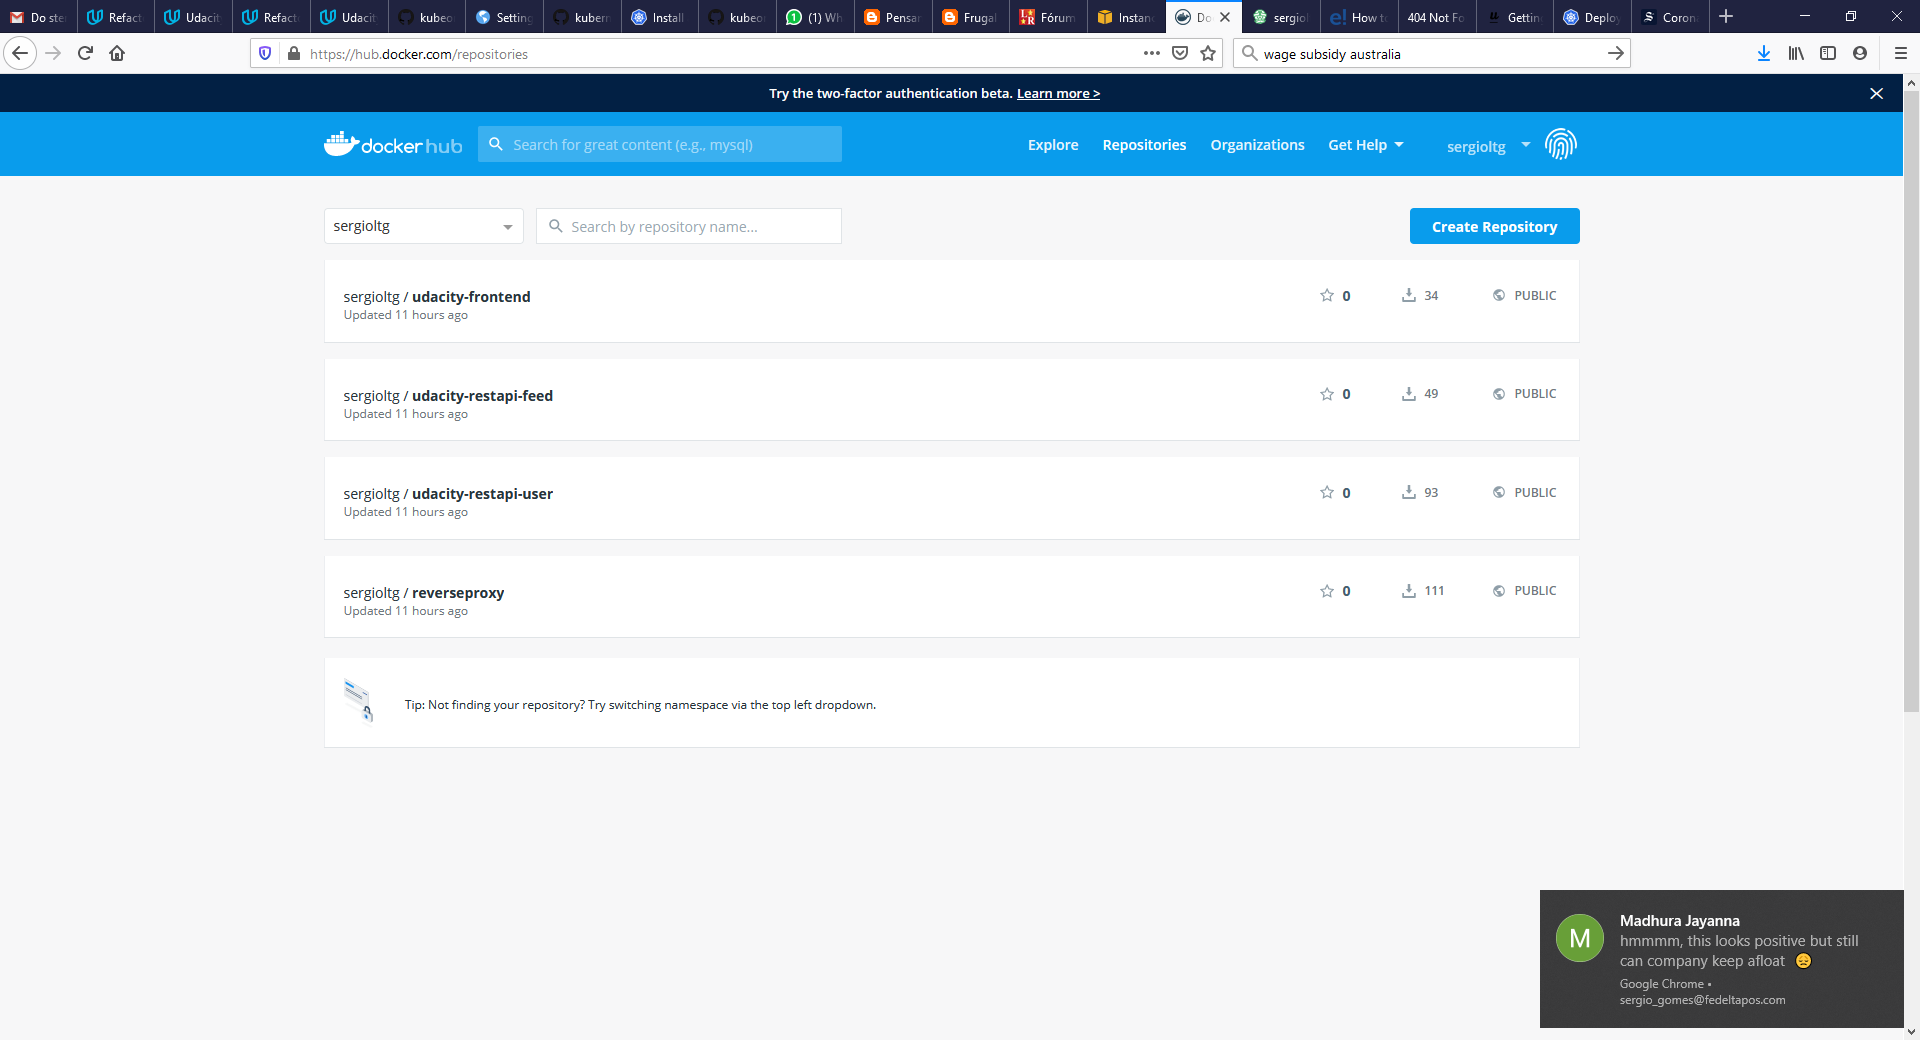 Do ste
Refact
Udacit
Refact
Udacit
kubeo
Setting
kubern
Install
kubeo
(1) Wh
Pensar
Frugal
Fórum
Instanc
Do
sergiol
How to
404 Not Fo
Gettin
Deploy
Coron
https://hub.docker.com/repositories
wage subsidy australia
Try the two-factor authentication beta. Learn more >
docker hub
Search for great content (e.g., mysql)
Explore
Repositories
Organizations
Get Help
sergioltg
sergioltg
Search by repository name...
Create Repository
sergioltg / udacity-frontend
Updated 11 hours ago
0
34
PUBLIC
sergioltg / udacity-restapi-feed
Updated 11 hours ago
0
49
PUBLIC
sergioltg / udacity-restapi-user
Updated 11 hours ago
0
93
PUBLIC
sergioltg / reverseproxy
Updated 11 hours ago
0
111
PUBLIC
Tip: Not finding your repository? Try switching namespace via the top left dropdown.
M
Madhura Jayanna
hmmmm, this looks positive but still
can company keep afloat 😔
Google Chrome •
sergio_gomes@fedeltapos.com